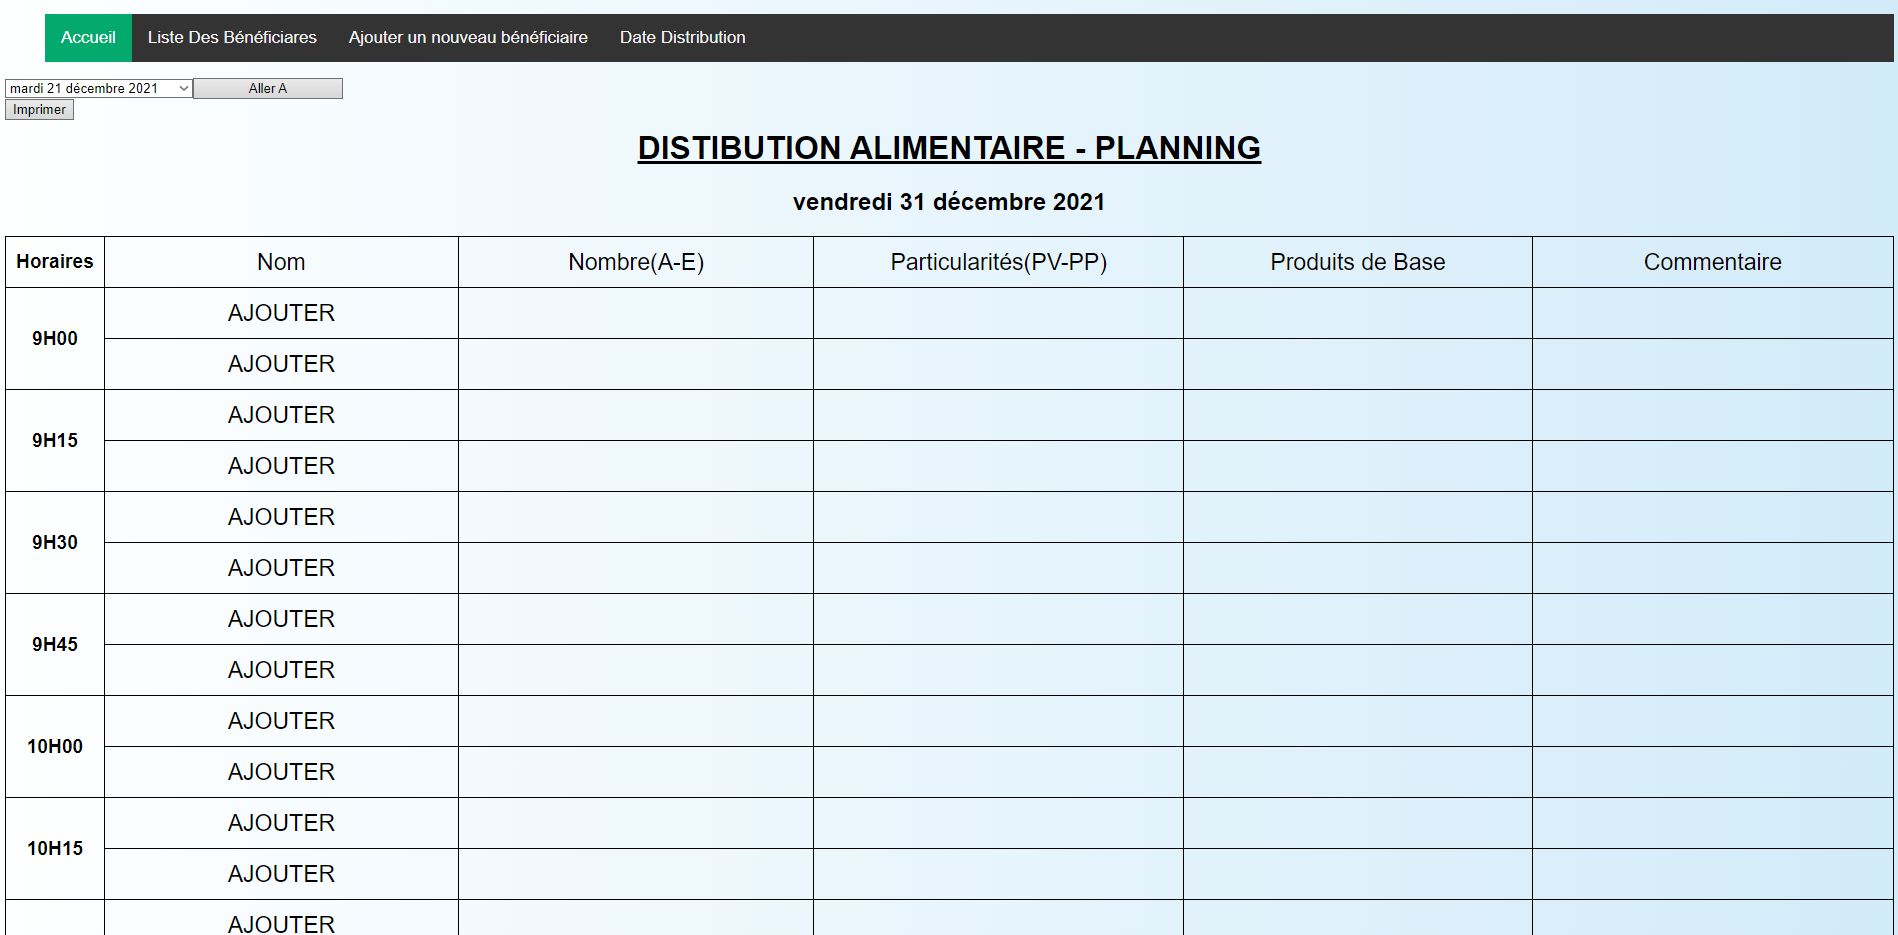 Accueil Liste Des Bénéficiares Ajouter un nouveau bénéficiaire Date Distribution
mardi 21 décembre 2021 Aller A
Imprimer
DISTIBUTION ALIMENTAIRE - PLANNING
vendredi 31 décembre 2021
Horaires Nom Nombre(A-E) Particularités(PV-PP) Produits de Base Commentaire
9H00
AJOUTER
AJOUTER
9H15
AJOUTER
AJOUTER
9H30
AJOUTER
AJOUTER
9H45
AJOUTER
AJOUTER
10H00
AJOUTER
AJOUTER
10H15
AJOUTER
AJOUTER
AJOUTER